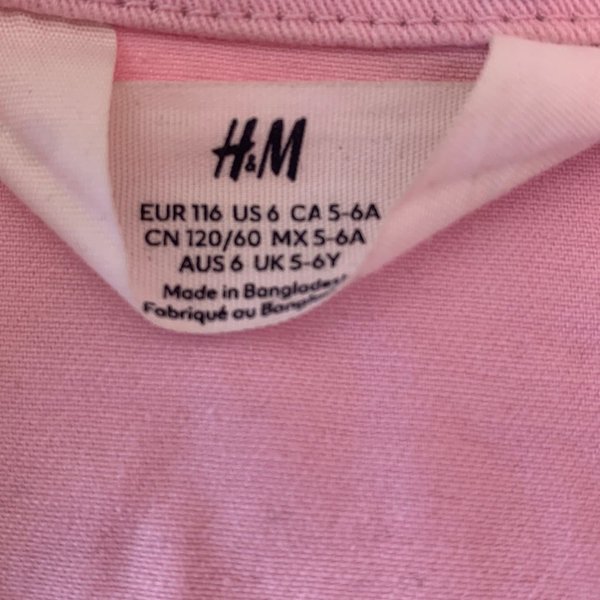 H&M
EUR 116 US 6 CA 5-6A
CN 120/60 MX 5-6A
AUS 6 UK 5-6Y
Made in Bangladesh
Fabriqué au